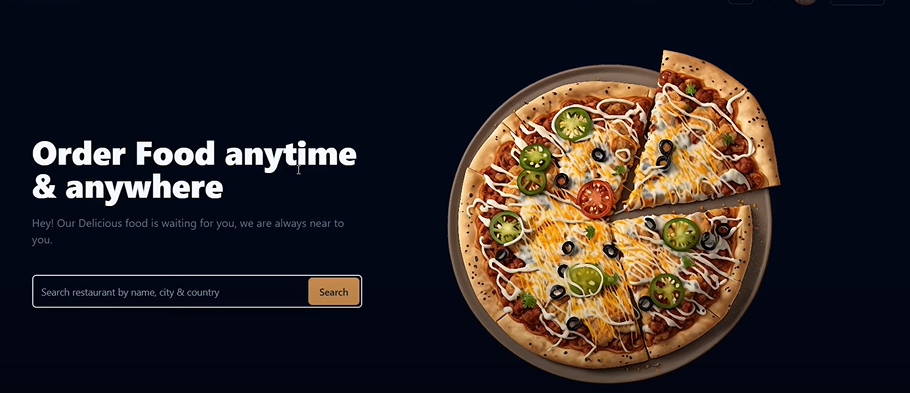 Order Food anytime
& anywhere
Hey! Our Delicious food is waiting for you, we are always near to
you.
Search restaurant by name, city & country
Search